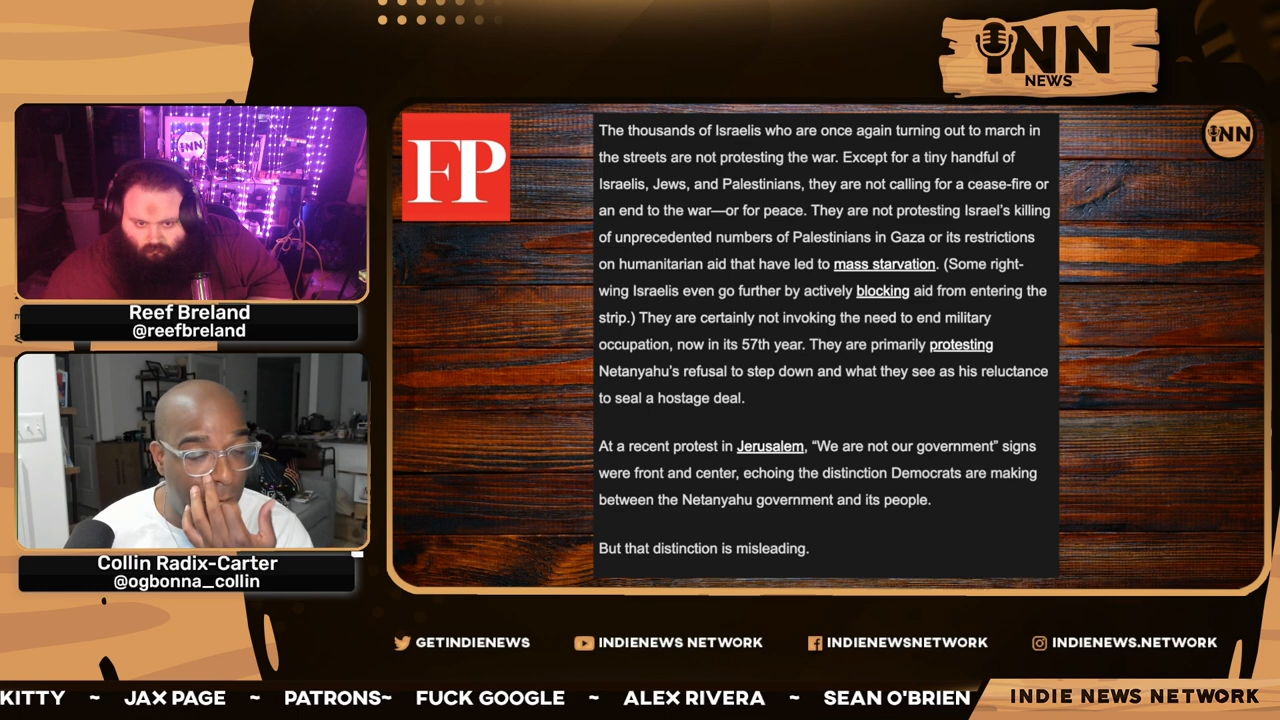 INN
NEWS
INN
Reef Breland
@reefbreland
Collin Radix-Carter
@ogbonna_collin
FP
INN
The thousands of Israelis who are once again turning out to march in
the streets are not protesting the war. Except for a tiny handful of
Israelis, Jews, and Palestinians, they are not calling for a cease-fire or
an end to the war—or for peace. They are not protesting Israel's killing
of unprecedented numbers of Palestinians in Gaza or its restrictions
on humanitarian aid that have led to mass starvation. (Some right-
wing Israelis even go further by actively blocking aid from entering the
strip.) They are certainly not invoking the need to end military
occupation, now in its 57th year. They are primarily protesting
Netanyahu's refusal to step down and what they see as his reluctance
to seal a hostage deal.
At a recent protest in Jerusalem, “We are not our government” signs
were front and center, echoing the distinction Democrats are making
between the Netanyahu government and its people.
But that distinction is misleading.
GETINDIENEWS
INDIENEWS NETWORK
INDIENEWSNETWORK
INDIENEWS.NETWORK
KITTY ~ JAX PAGE ~ PATRONS~ FUCK GOOGLE ~ ALEX RIVERA ~ SEAN O'BRIEN
INDIE NEWS NETWORK